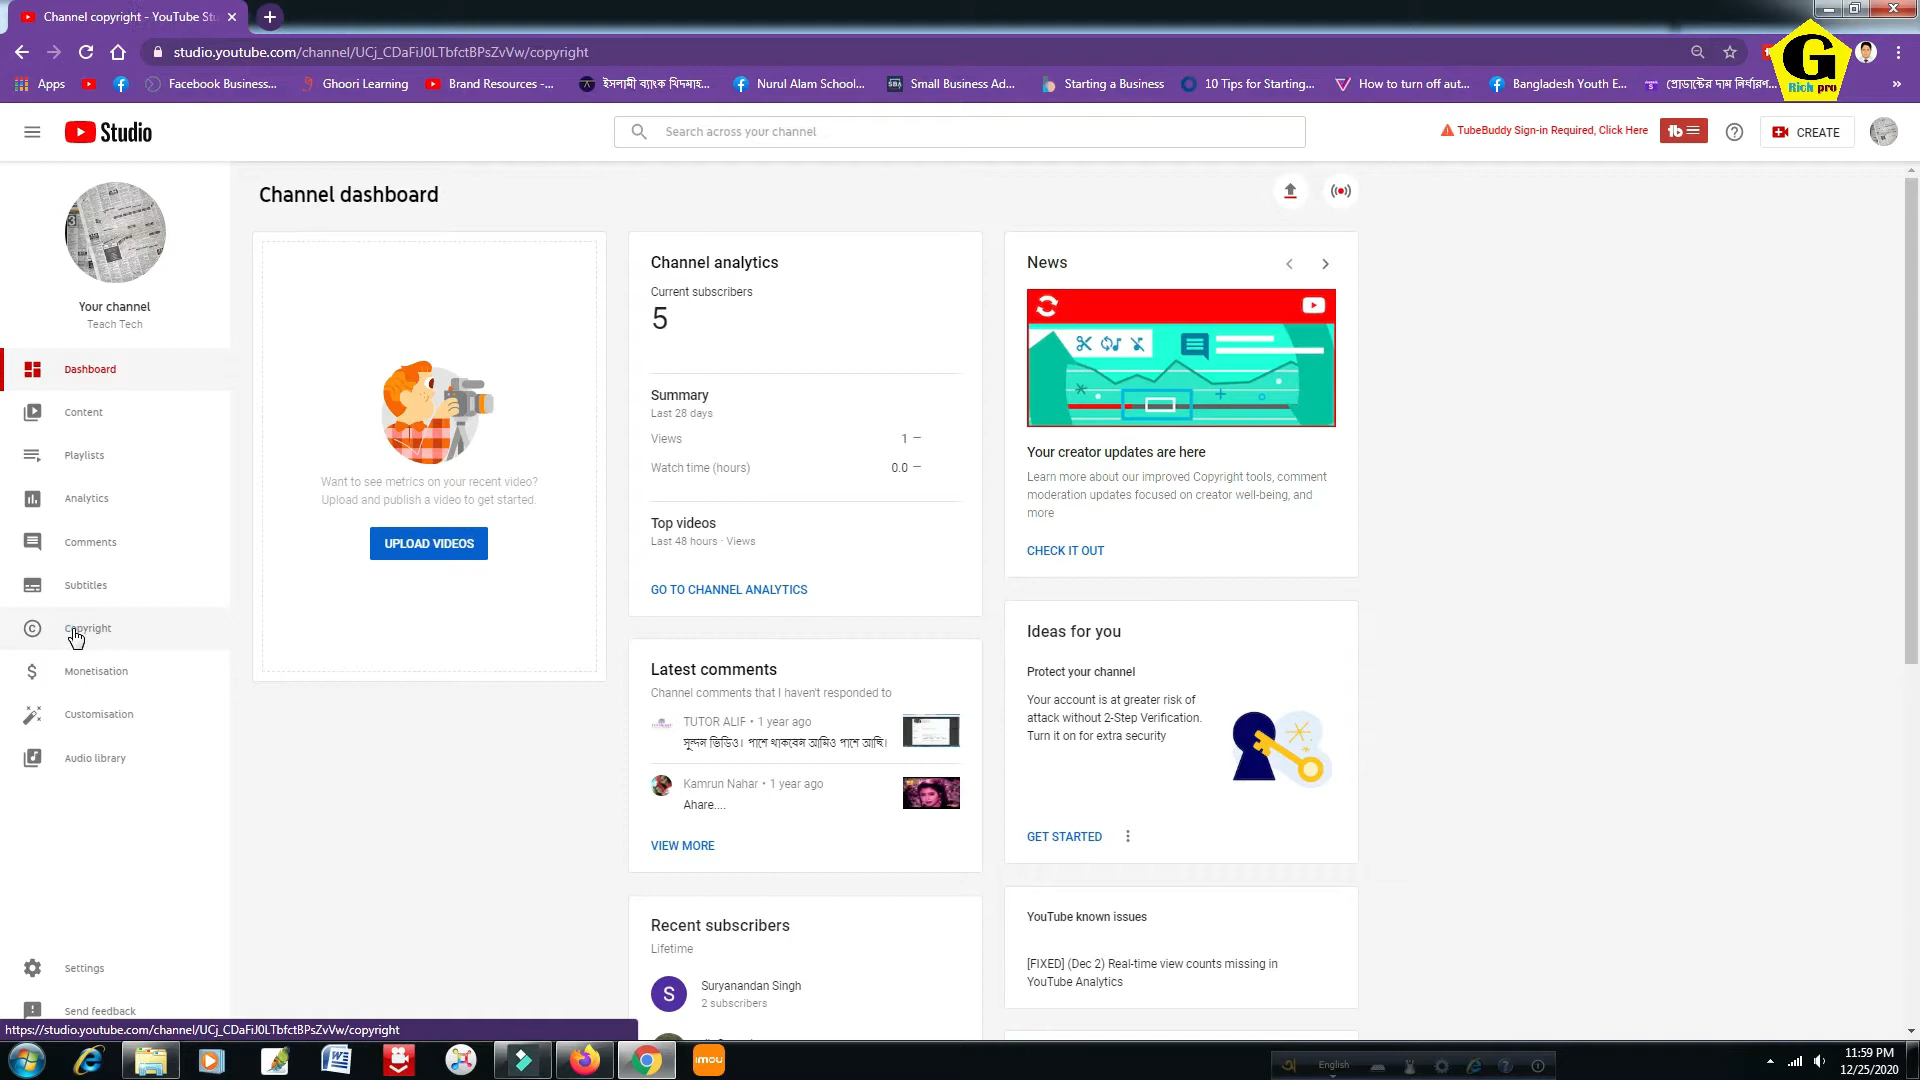 Channel copyright - YouTube Stu
studio.youtube.com/channel/UCj_CDaFiJ0LTbfctBPsZvVw/copyright
G
Rich pro
Apps
Facebook Business...
Ghoori Learning
Brand Resources -...
ইসলামী ব্যাংক খিদমাহ...
Nurul Alam School...
Small Business Ad...
Starting a Business
10 Tips for Starting...
How to turn off aut...
Bangladesh Youth E...
প্রোডাক্টের দাম নির্ধারণ...
Studio
Search across your channel
TubeBuddy Sign-in Required, Click Here
tb
CREATE
Your channel
Teach Tech
Dashboard
Content
Playlists
Analytics
Comments
Subtitles
Copyright
Monetisation
Customisation
Audio library
Settings
Send feedback
Channel dashboard
Want to see metrics on your recent video?
Upload and publish a video to get started.
UPLOAD VIDEOS
Channel analytics
Current subscribers
5
Summary
Last 28 days
Views 1 —
Watch time (hours) 0.0 —
Top videos
Last 48 hours · Views
GO TO CHANNEL ANALYTICS
Latest comments
Channel comments that I haven't responded to
TUTOR ALIF • 1 year ago
সুন্দন ভিডিও। পাশে থাকবেন আমিও পাশে আছি।
Kamrun Nahar • 1 year ago
Ahare....
VIEW MORE
Recent subscribers
Lifetime
S
Suryanandan Singh
2 subscribers
News
Your creator updates are here
Learn more about our improved Copyright tools, comment
moderation updates focused on creator well-being, and
more
CHECK IT OUT
Ideas for you
Protect your channel
Your account is at greater risk of
attack without 2-Step Verification.
Turn it on for extra security
GET STARTED
YouTube known issues
[FIXED] (Dec 2) Real-time view counts missing in
YouTube Analytics
https://studio.youtube.com/channel/UCj_CDaFiJ0LTbfctBPsZvVw/copyright
imou
English
11:59 PM
12/25/2020